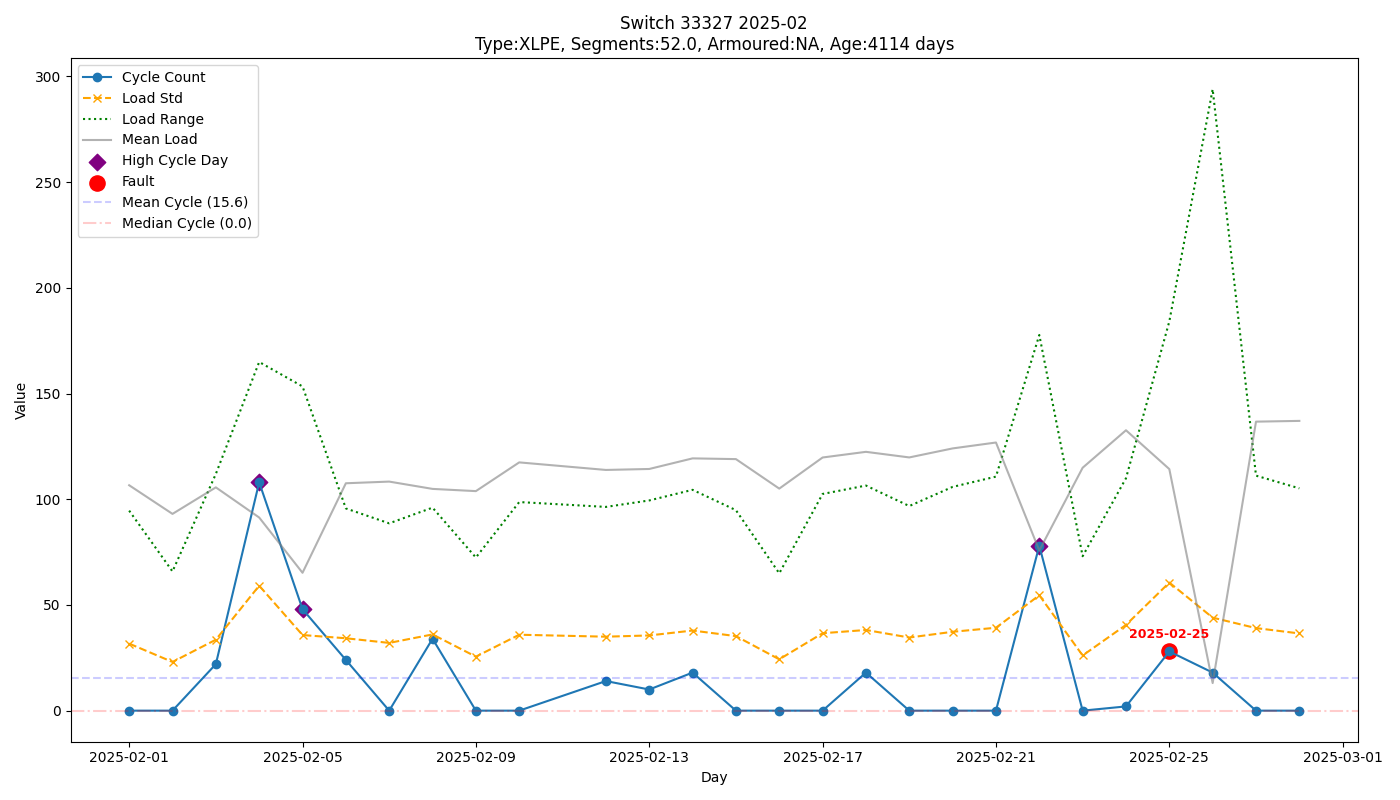 Switch 33327 2025-02
Type:XLPE, Segments:52.0, Armoured:NA, Age:4114 days
Cycle Count
Load Std
Load Range
Mean Load
High Cycle Day
Fault
Mean Cycle (15.6)
Median Cycle (0.0)
300
250
200
150
100
50
0
Value
2025-02-25
2025-02-01
2025-02-05
2025-02-09
2025-02-13
2025-02-17
2025-02-21
2025-02-25
2025-03-01
Day